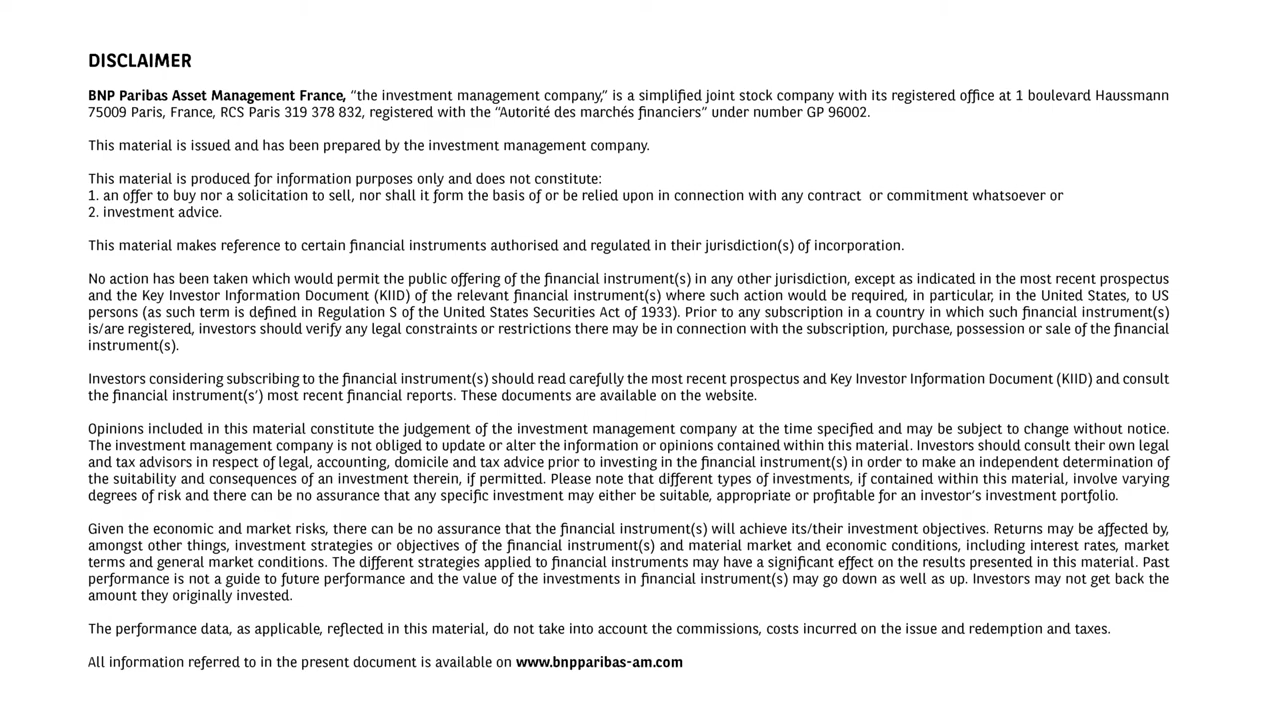 DISCLAIMER
BNP Paribas Asset Management France, “the investment management company,” is a simplified joint stock company with its registered office at 1 boulevard Haussmann
75009 Paris, France, RCS Paris 319 378 832, registered with the “Autorité des marchés financiers” under number GP 96002.
This material is issued and has been prepared by the investment management company.
This material is produced for information purposes only and does not constitute:
1. an offer to buy nor a solicitation to sell, nor shall it form the basis of or be relied upon in connection with any contract or commitment whatsoever or
2. investment advice.
This material makes reference to certain financial instruments authorised and regulated in their jurisdiction(s) of incorporation.
No action has been taken which would permit the public offering of the financial instrument(s) in any other jurisdiction, except as indicated in the most recent prospectus
and the Key Investor Information Document (KIID) of the relevant financial instrument(s) where such action would be required, in particular, in the United States, to US
persons (as such term is defined in Regulation S of the United States Securities Act of 1933). Prior to any subscription in a country in which such financial instrument(s)
is/are registered, investors should verify any legal constraints or restrictions there may be in connection with the subscription, purchase, possession or sale of the financial
instrument(s).
Investors considering subscribing to the financial instrument(s) should read carefully the most recent prospectus and Key Investor Information Document (KIID) and consult
the financial instrument(s’) most recent financial reports. These documents are available on the website.
Opinions included in this material constitute the judgement of the investment management company at the time specified and may be subject to change without notice.
The investment management company is not obliged to update or alter the information or opinions contained within this material. Investors should consult their own legal
and tax advisors in respect of legal, accounting, domicile and tax advice prior to investing in the financial instrument(s) in order to make an independent determination of
the suitability and consequences of an investment therein, if permitted. Please note that different types of investments, if contained within this material, involve varying
degrees of risk and there can be no assurance that any specific investment may either be suitable, appropriate or profitable for an investor’s investment portfolio.
Given the economic and market risks, there can be no assurance that the financial instrument(s) will achieve its/their investment objectives. Returns may be affected by,
amongst other things, investment strategies or objectives of the financial instrument(s) and material market and economic conditions, including interest rates, market
terms and general market conditions. The different strategies applied to financial instruments may have a significant effect on the results presented in this material. Past
performance is not a guide to future performance and the value of the investments in financial instrument(s) may go down as well as up. Investors may not get back the
amount they originally invested.
The performance data, as applicable, reflected in this material, do not take into account the commissions, costs incurred on the issue and redemption and taxes.
All information referred to in the present document is available on www.bnpparibas-am.com